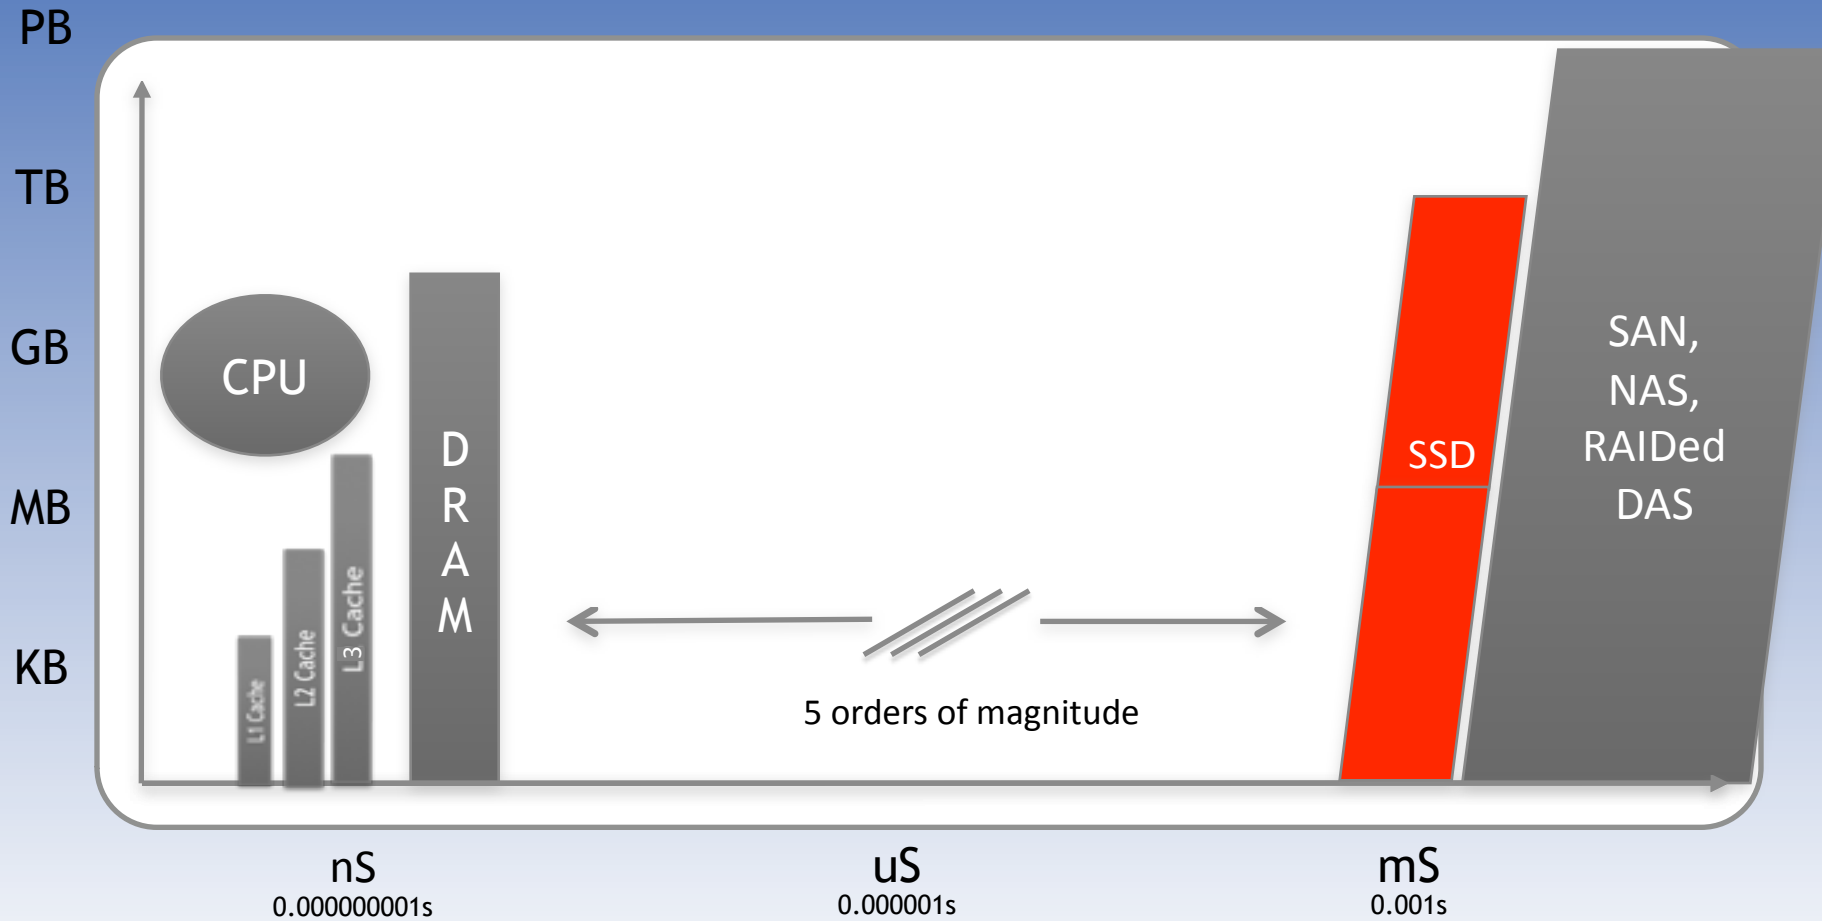 PB
TB
GB
MB
KB
CPU
L1 Cache
L2 Cache
L3 Cache
D
R
A
M
5 orders of magnitude
SSD
SAN,
NAS,
RAIDed
DAS
nS
0.000000001s
uS
0.000001s
mS
0.001s